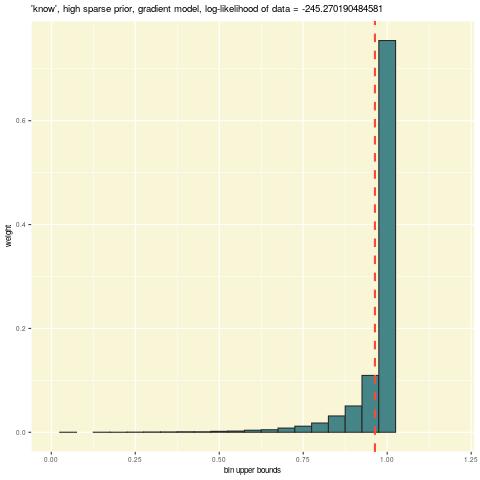 'know', high sparse prior, gradient model, log-likelihood of data = -245.270190484581
0.6
0.4
0.2
0.0
weight
0.00 0.25 0.50 0.75 1.00 1.25
bin upper bounds